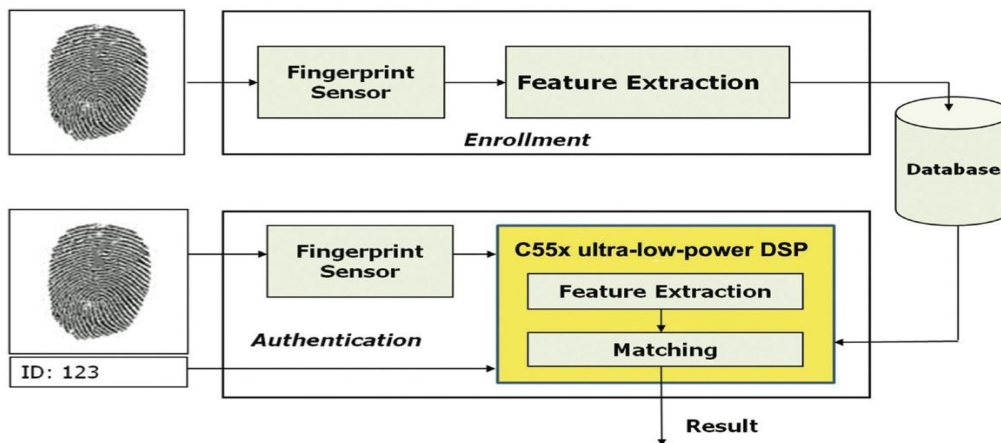 Fingerprint
Sensor
Feature Extraction
Enrollment
Database
Fingerprint
Sensor
C55x ultra-low-power DSP
Feature Extraction
Matching
Authentication
ID: 123
Result